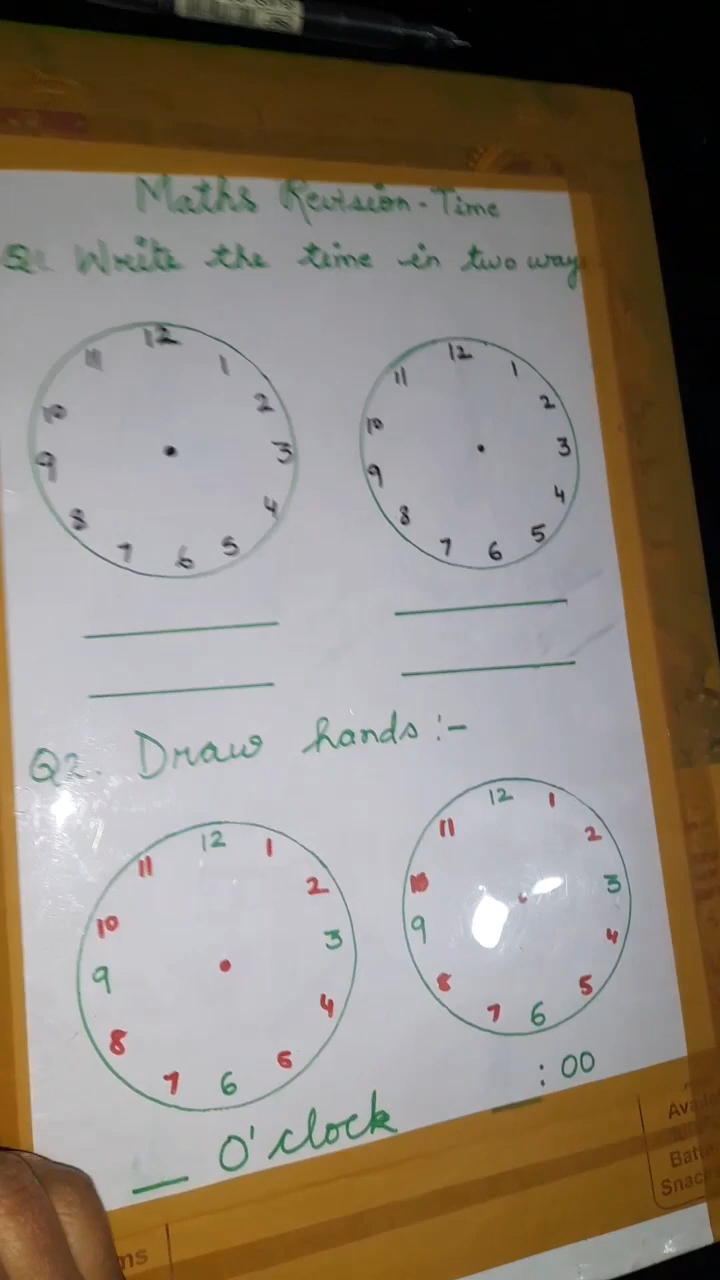 Maths Revision-Time
Q1. Write the time in two way
12
11 1
10 2
9 3
8 4
7 6 5
12
11 1
10 2
9 3
8 4
7 6 5
Q2. Draw hands :-
12
11 1
10 2
9 3
8 4
7 6 5
12
11 1
10 2
9 3
8 4
7 6 5
__ O'clock
__ : 00